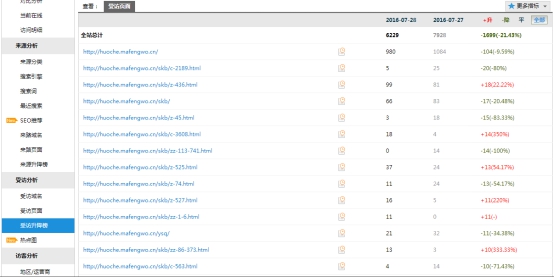 当前在线
访问明细
来源分析
来源分类
搜索引擎
搜索词
最近搜索
SEO推荐
来路域名
来路页面
来源升降榜
受访分析
受访域名
受访页面
受访升降榜
热点图
访客分析
地区/运营商
查看： 受访页面 更多指标
2016-07-28 2016-07-27 +升 -降 平 全部
全站总计 6229 7928 -1699(-21.43%)
http://huoche.mafengwo.cn/ 980 1084 -104(-9.59%)
http://huoche.mafengwo.cn/skb/c-2189.html 5 25 -20(-80%)
http://huoche.mafengwo.cn/skb/z-436.html 99 81 +18(22.22%)
http://huoche.mafengwo.cn/skb/ 66 83 -17(-20.48%)
http://huoche.mafengwo.cn/skb/z-45.html 3 18 -15(-83.33%)
http://huoche.mafengwo.cn/skb/c-3608.html 18 4 +14(350%)
http://huoche.mafengwo.cn/skb/zz-113-741.html 0 14 -14(-100%)
http://huoche.mafengwo.cn/skb/z-525.html 37 24 +13(54.17%)
http://huoche.mafengwo.cn/skb/z-74.html 11 24 -13(-54.17%)
http://huoche.mafengwo.cn/skb/z-527.html 16 5 +11(220%)
http://huoche.mafengwo.cn/skb/zz-1-6.html 11 0 +11(-)
http://huoche.mafengwo.cn/ysq/ 21 32 -11(-34.38%)
http://huoche.mafengwo.cn/skb/zz-86-373.html 13 3 +10(333.33%)
http://huoche.mafengwo.cn/skb/c-563.html 4 14 -10(-71.43%)